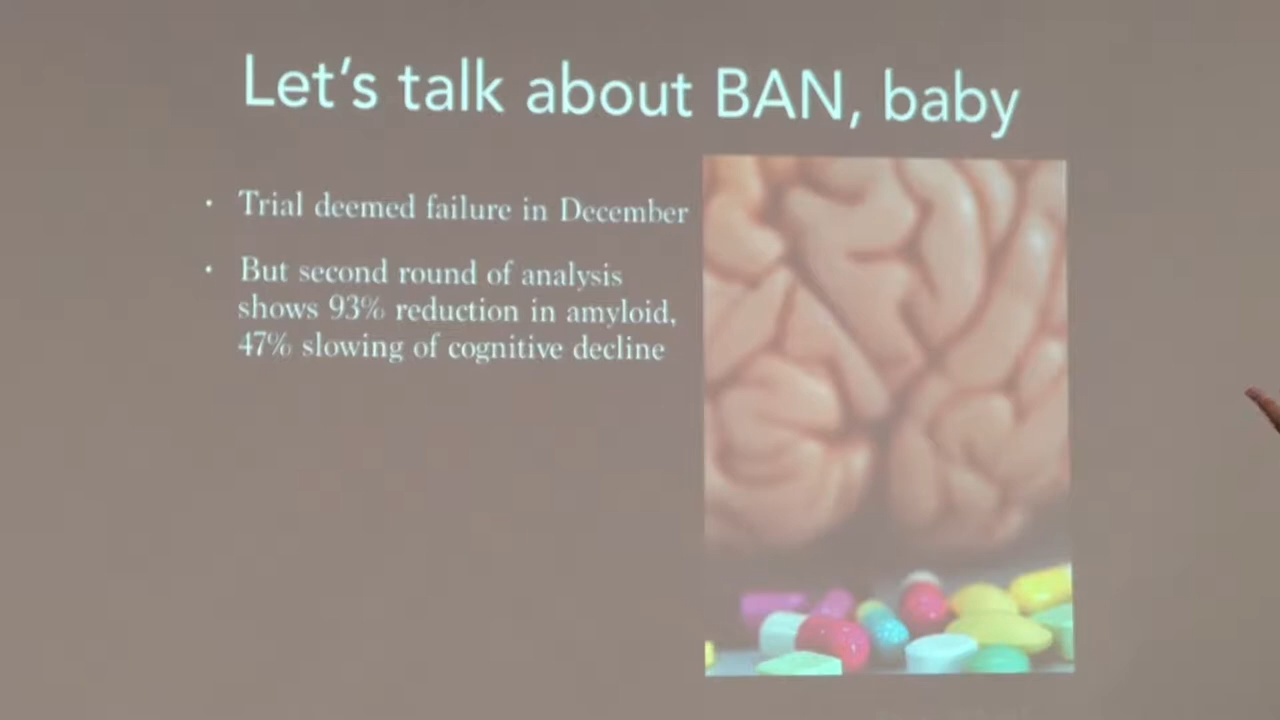 Let's talk about BAN, baby
• Trial deemed failure in December
• But second round of analysis
shows 93% reduction in amyloid,
47% slowing of cognitive decline